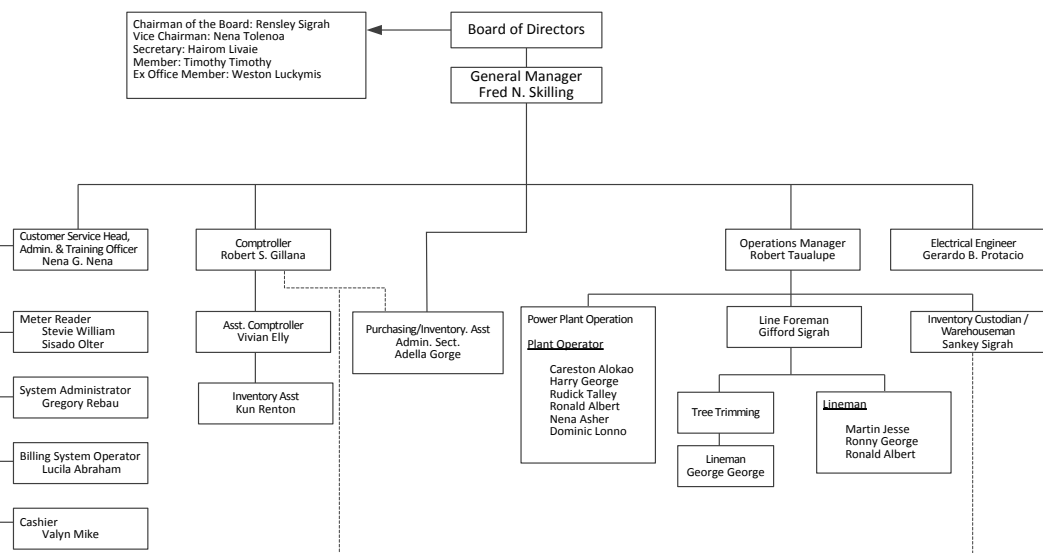 Chairman of the Board: Rensley Sigrah
Vice Chairman: Nena Tolenoa
Secretary: Hairom Livaie
Member: Timothy Timothy
Ex Office Member: Weston Luckymis
Board of Directors
General Manager
Fred N. Skilling
Customer Service Head,
Admin. & Training Officer
Nena G. Nena
Comptroller
Robert S. Gillana
Operations Manager
Robert Taualupe
Electrical Engineer
Gerardo B. Protacio
Meter Reader
Stevie William
Sisado Olter
Asst. Comptroller
Vivian Elly
Purchasing/Inventory. Asst
Admin. Sect.
Adella Gorge
Power Plant Operation
Plant Operator
Careston Alokao
Harry George
Rudick Talley
Ronald Albert
Nena Asher
Dominic Lonno
Line Foreman
Gifford Sigrah
Inventory Custodian /
Warehouseman
Sankey Sigrah
System Administrator
Gregory Rebau
Inventory Asst
Kun Renton
Tree Trimming
Lineman
Martin Jesse
Ronny George
Ronald Albert
Billing System Operator
Lucila Abraham
Lineman
George George
Cashier
Valyn Mike